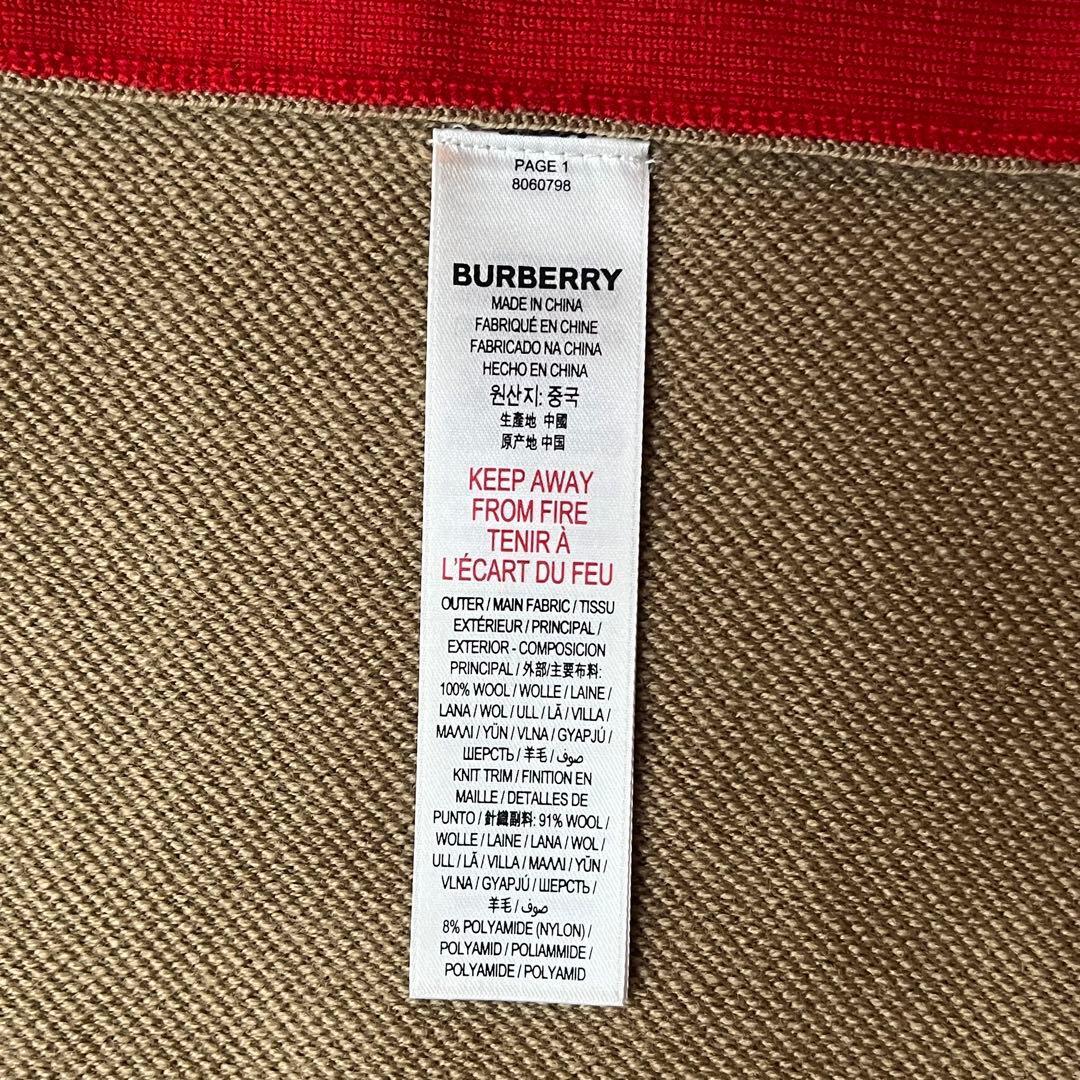 PAGE 1
8060798
BURBERRY
MADE IN CHINA
FABRIQUÉ EN CHINE
FABRICADO NA CHINA
HECHO EN CHINA
원산지: 중국
生產地 中國
原产地 中国
KEEP AWAY
FROM FIRE
TENIR À
L'ÉCART DU FEU
OUTER / MAIN FABRIC / TISSU
EXTÉRIEUR / PRINCIPAL /
EXTERIOR - COMPOSICION
PRINCIPAL / 外部/主要布料:
100% WOOL / WOLLE / LAINE /
LANA / WOL / ULL / LÃ / VILLA /
ΜΑΛΛΙ / YÜN / VLNA / GYAPJÚ /
ШЕРСТЬ / 羊毛 / صوف
KNIT TRIM / FINITION EN
MAILLE / DETALLES DE
PUNTO / 針織副料: 91% WOOL /
WOLLE / LAINE / LANA / WOL /
ULL / LÃ / VILLA / ΜΑΛΛΙ / YÜN /
VLNA / GYAPJÚ / ШЕРСТЬ /
羊毛 / صوف
8% POLYAMIDE (NYLON) /
POLYAMID / POLIAMMIDE /
POLYAMIDE / POLYAMID